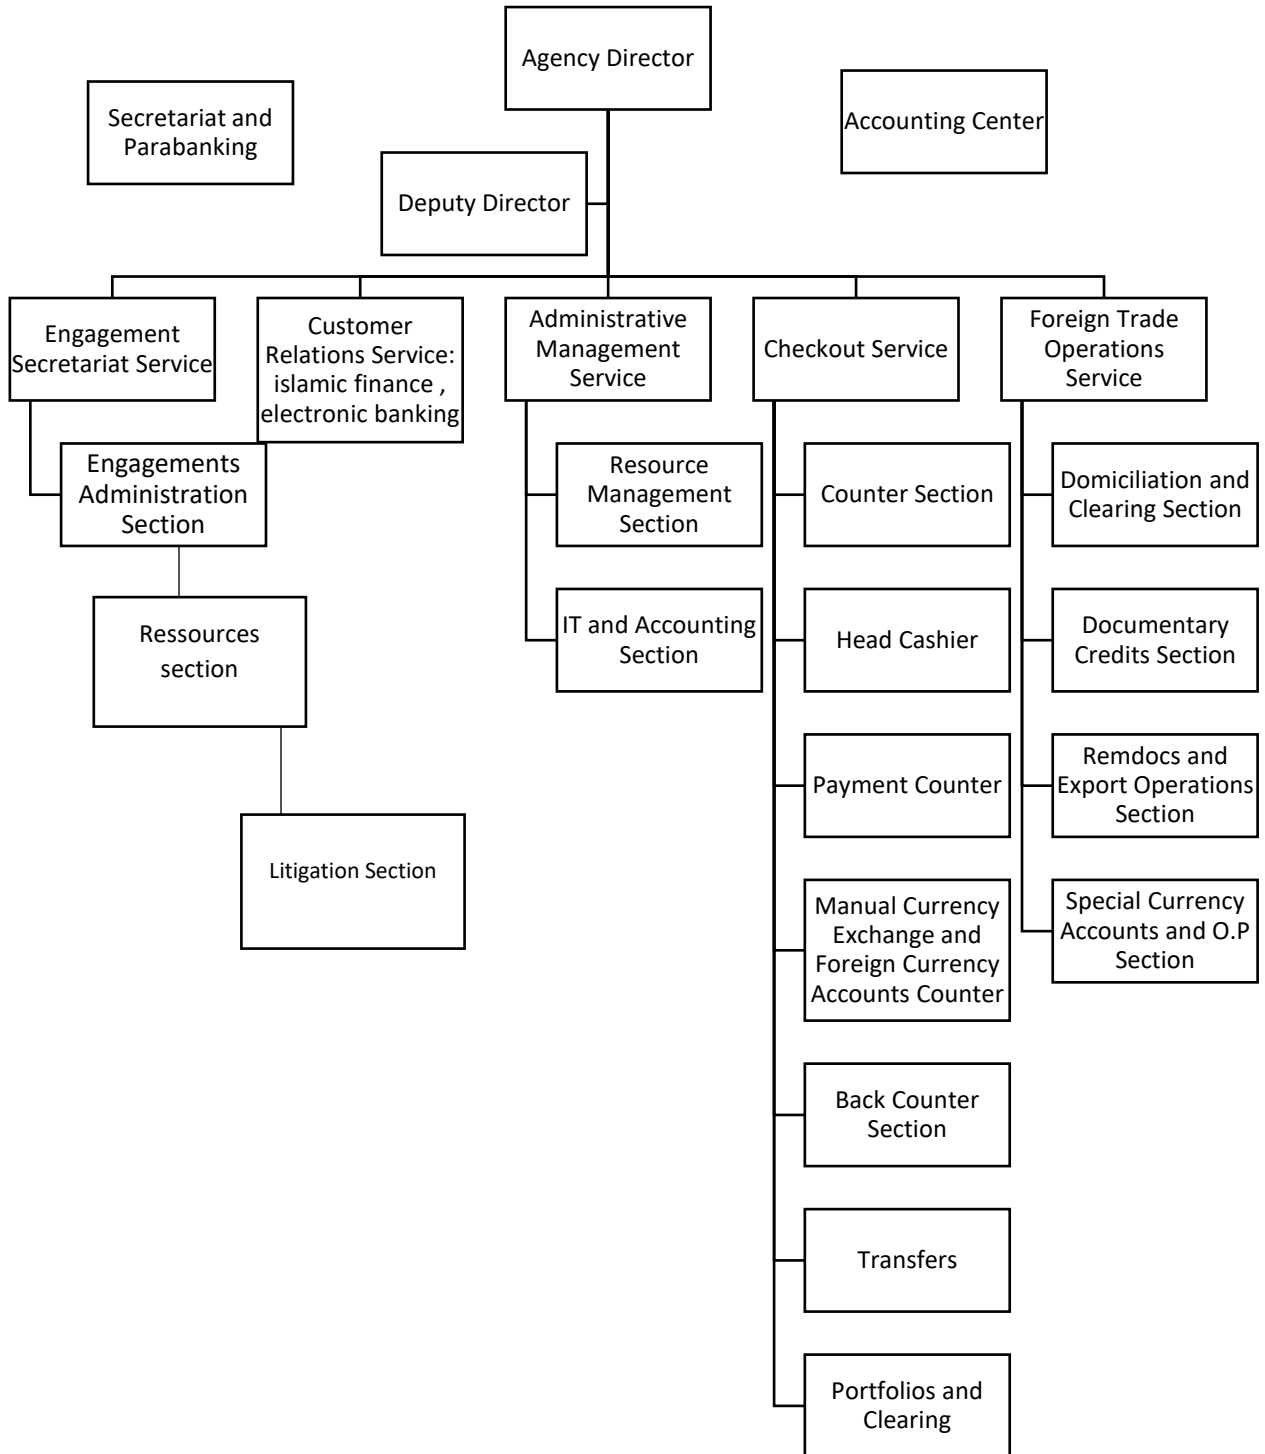 Agency Director
Secretariat and
Parabanking
Accounting Center
Deputy Director
Engagement
Secretariat Service
Customer
Relations Service:
islamic finance ,
electronic banking
Administrative
Management
Service
Checkout Service
Foreign Trade
Operations
Service
Engagements
Administration
Section
Ressources
section
Litigation Section
Resource
Management
Section
IT and Accounting
Section
Counter Section
Head Cashier
Payment Counter
Manual Currency
Exchange and
Foreign Currency
Accounts Counter
Back Counter
Section
Transfers
Portfolios and
Clearing
Domiciliation and
Clearing Section
Documentary
Credits Section
Remdocs and
Export Operations
Section
Special Currency
Accounts and O.P
Section